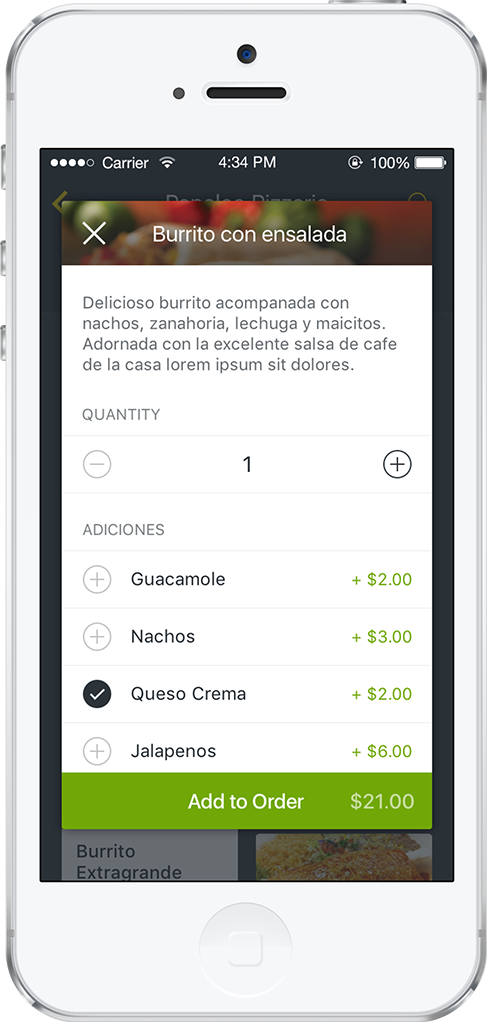 Carrier 4:34 PM 100%
Burrito con ensalada
Delicioso burrito acompanada con
nachos, zanahoria, lechuga y maicitos.
Adornada con la excelente salsa de cafe
de la casa lorem ipsum sit dolores.
QUANTITY
1
ADICIONES
Guacamole + $2.00
Nachos + $3.00
Queso Crema + $2.00
Jalapenos + $6.00
Add to Order $21.00
Burrito
Extragrande